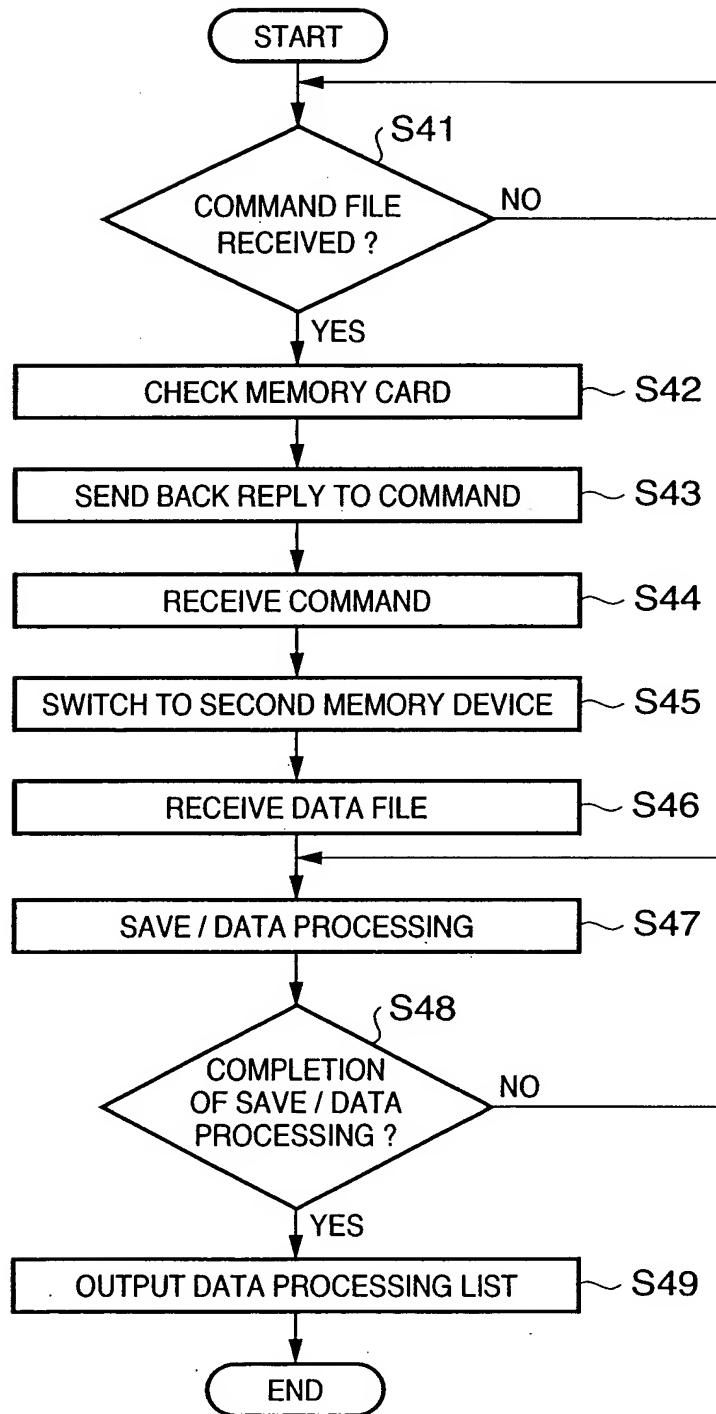 START
S41
COMMAND FILE
RECEIVED ?
NO
YES
CHECK MEMORY CARD
S42
SEND BACK REPLY TO COMMAND
S43
RECEIVE COMMAND
S44
SWITCH TO SECOND MEMORY DEVICE
S45
RECEIVE DATA FILE
S46
SAVE / DATA PROCESSING
S47
S48
COMPLETION
OF SAVE / DATA
PROCESSING ?
NO
YES
OUTPUT DATA PROCESSING LIST
S49
END